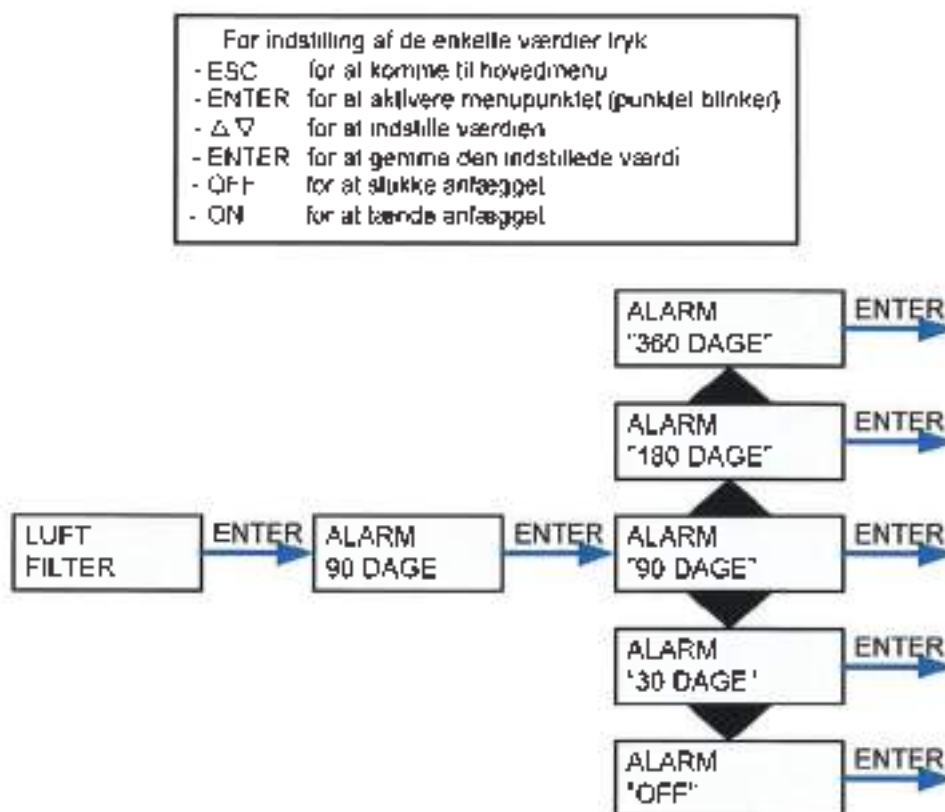 For indstilling af de enkelte værdier tryk
- ESC for at komme til hovedmenu
- ENTER for at aktivere menupunktet (punktet blinker)
- △ ▽ for at indstille værdien
- ENTER for at gemme den indstillede værdi
- OFF for at slukke anlægget
- ON for at tænde anlægget
ALARM
"360 DAGE"
ENTER
ALARM
"180 DAGE"
ENTER
LUFT
FILTER
ENTER
ALARM
90 DAGE
ENTER
ALARM
"90 DAGE"
ENTER
ALARM
"30 DAGE"
ENTER
ALARM
"OFF"
ENTER